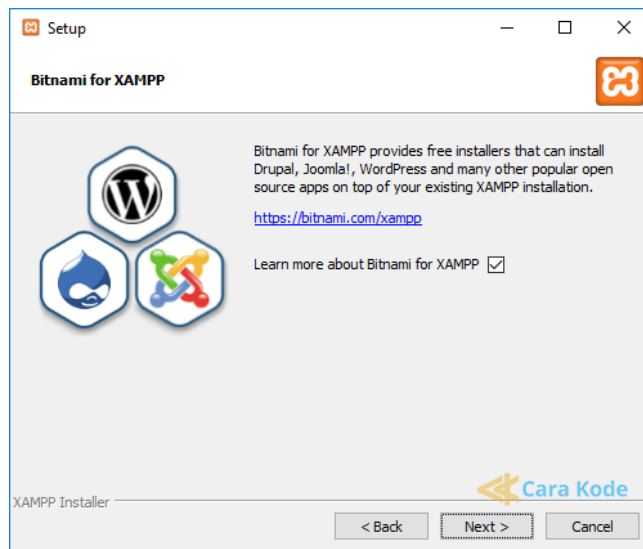 Setup
Bitnami for XAMPP
Bitnami for XAMPP provides free installers that can install
Drupal, Joomla!, WordPress and many other popular open
source apps on top of your existing XAMPP installation.
https://bitnami.com/xampp
Learn more about Bitnami for XAMPP
Cara Kode
XAMPP Installer
< Back
Next >
Cancel